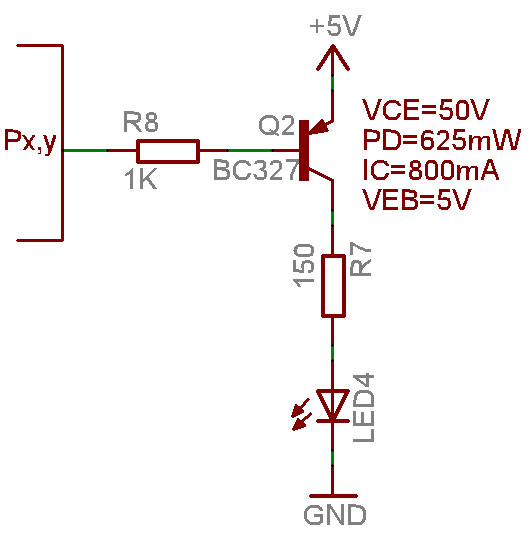 +5V
Px,y
R8
1K
Q2
BC327
VCE=50V
PD=625mW
IC=800mA
VEB=5V
150
R7
LED4
GND